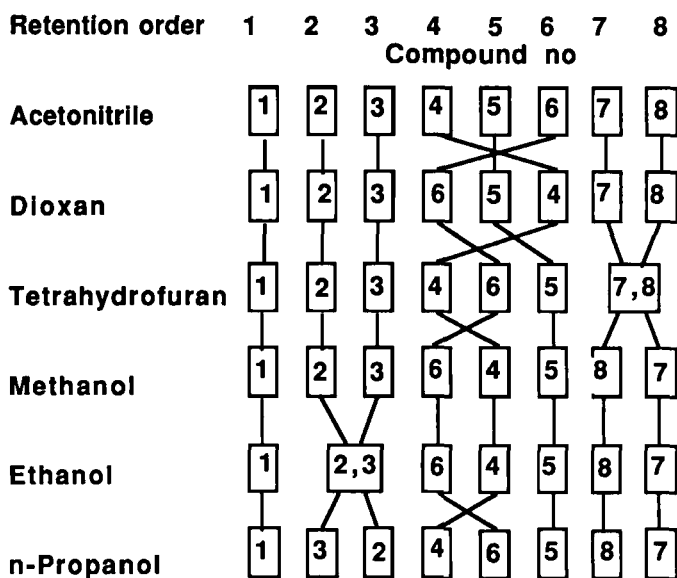 Retention order 1 2 3 4 5 6 7 8
Compound no
Acetonitrile 1 2 3 4 5 6 7 8
Dioxan 1 2 3 6 5 4 7 8
Tetrahydrofuran 1 2 3 4 6 5 7,8
Methanol 1 2 3 6 4 5 8 7
Ethanol 1 2,3 6 4 5 8 7
n-Propanol 1 3 2 4 6 5 8 7